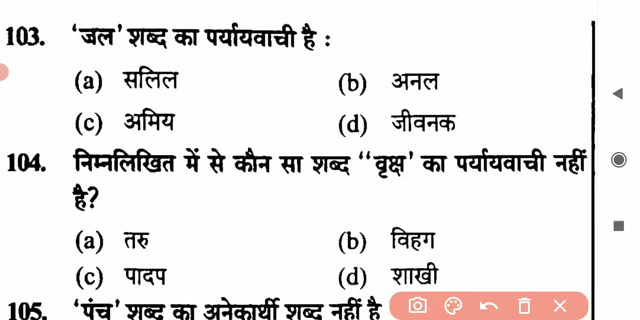 103. ‘जल’ शब्द का पर्यायवाची है :
(a) सलिल (b) अनल
(c) अमिय (d) जीवनक
104. निम्नलिखित में से कौन सा शब्द “वृक्ष’ का पर्यायवाची नहीं
है?
(a) तरु (b) विहग
(c) पादप (d) शाखी
105. ‘पंच’ शब्द का अनेकार्थी शब्द नहीं है